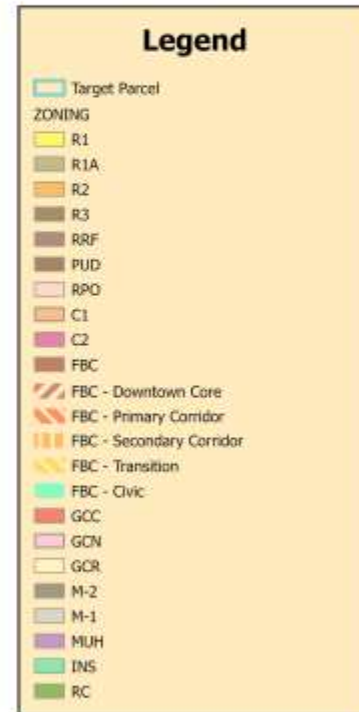 Legend
Target Parcel
ZONING
R1
R1A
R2
R3
RRF
PUD
RPO
C1
C2
FBC
FBC - Downtown Core
FBC - Primary Corridor
FBC - Secondary Corridor
FBC - Transition
FBC - Civic
GCC
GCN
GCR
M-2
M-1
MUH
INS
RC